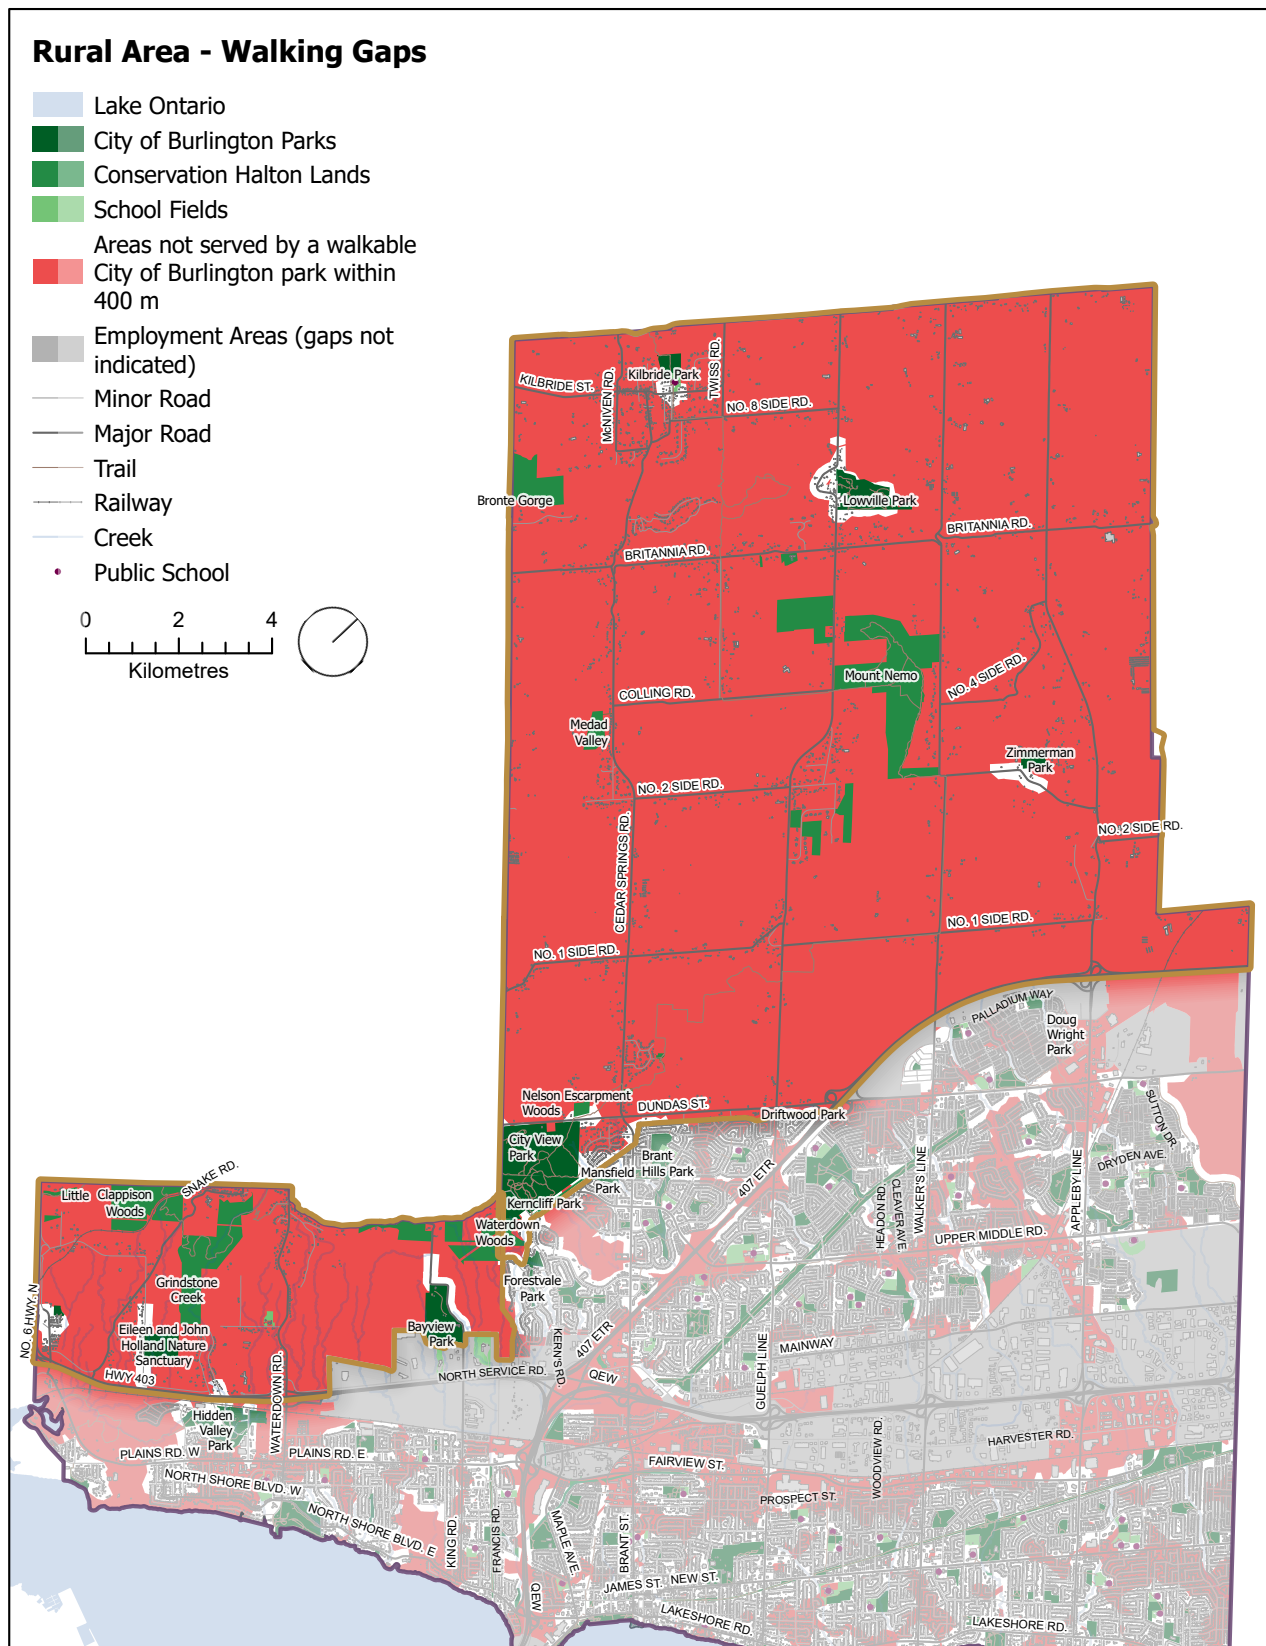 Rural Area - Walking Gaps
Lake Ontario
City of Burlington Parks
Conservation Halton Lands
School Fields
Areas not served by a walkable
City of Burlington park within
400 m
Employment Areas (gaps not
indicated)
Minor Road
Major Road
Trail
Railway
Creek
Public School
0 2 4
Kilometres
KILBRIDE ST.
McNIVEN RD.
Kilbride Park
TWISS RD.
NO. 8 SIDE RD.
Bronte Gorge
Lowville Park
BRITANNIA RD.
BRITANNIA RD.
Mount Nemo
NO. 4 SIDE RD.
COLLING RD.
Medad
Valley
Zimmerman
Park
NO. 2 SIDE RD.
NO. 2 SIDE RD.
CEDAR SPRINGS RD.
NO. 1 SIDE RD.
NO. 1 SIDE RD.
PALLADIUM WAY
Doug
Wright
Park
Nelson Escarpment
Woods
DUNDAS ST.
Driftwood Park
City View
Park
Brant
Hills Park
Mansfield
Park
SUTTON DR.
DRYDEN AVE.
407 ETR
HEADON RD.
CLEAVER AVE
WALKER'S LINE
APPLEBY LINE
UPPER MIDDLE RD.
SNAKE RD.
Little
Clappison
Woods
Kerncliff Park
Waterdown
Woods
Grindstone
Creek
Forestvale
Park
NO. 6 HWY. N
Eileen and John
Holland Nature
Sanctuary
Bayview
Park
HWY 403
WATERDOWN RD.
NORTH SERVICE RD.
KERN'S RD.
407 ETR
QEW
GUELPH LINE
MAINWAY
Hidden
Valley
Park
PLAINS RD. W
PLAINS RD. E
HARVESTER RD.
WOODVIEW RD.
FAIRVIEW ST.
NORTH SHORE BLVD. W
PROSPECT ST.
NORTH SHORE BLVD. E
KING RD.
FRANCIS RD.
MAPLE AVE
BRANT ST.
QEW
JAMES ST.
NEW ST.
LAKESHORE RD.
LAKESHORE RD.